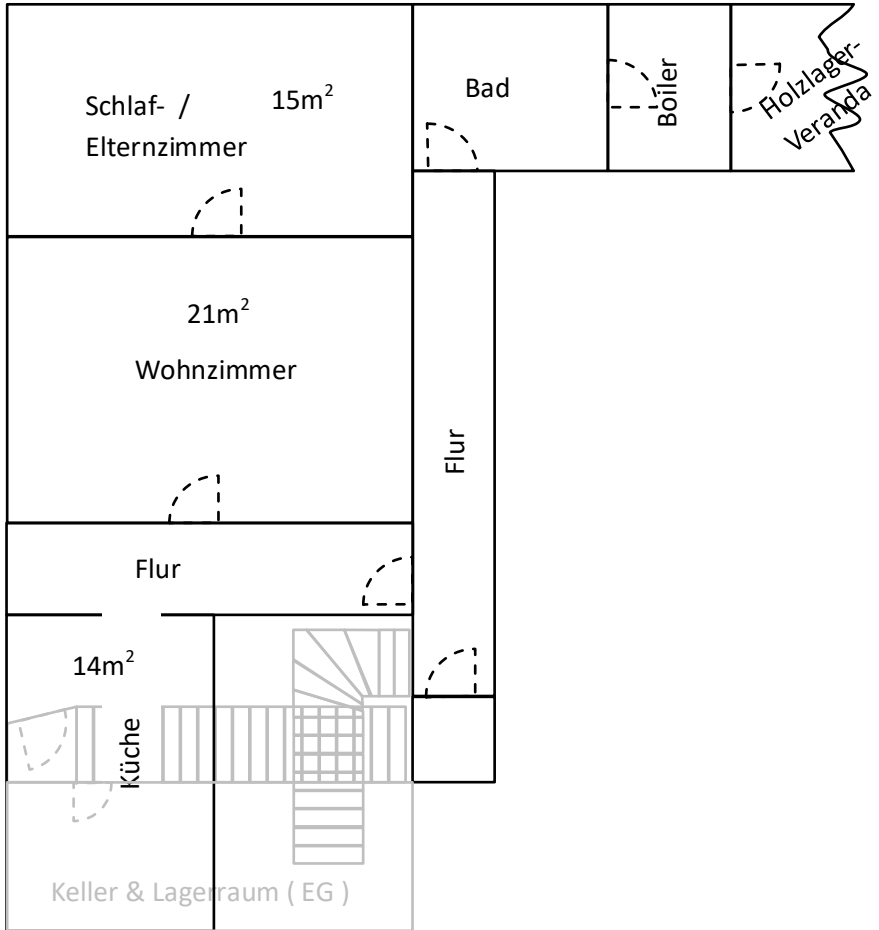 Schlaf- /
Elternzimmer
15m²
Bad
Boiler
Holzlager-
Veranda
21m²
Wohnzimmer
Flur
Flur
14m²
Küche
Keller & Lagerraum ( EG )